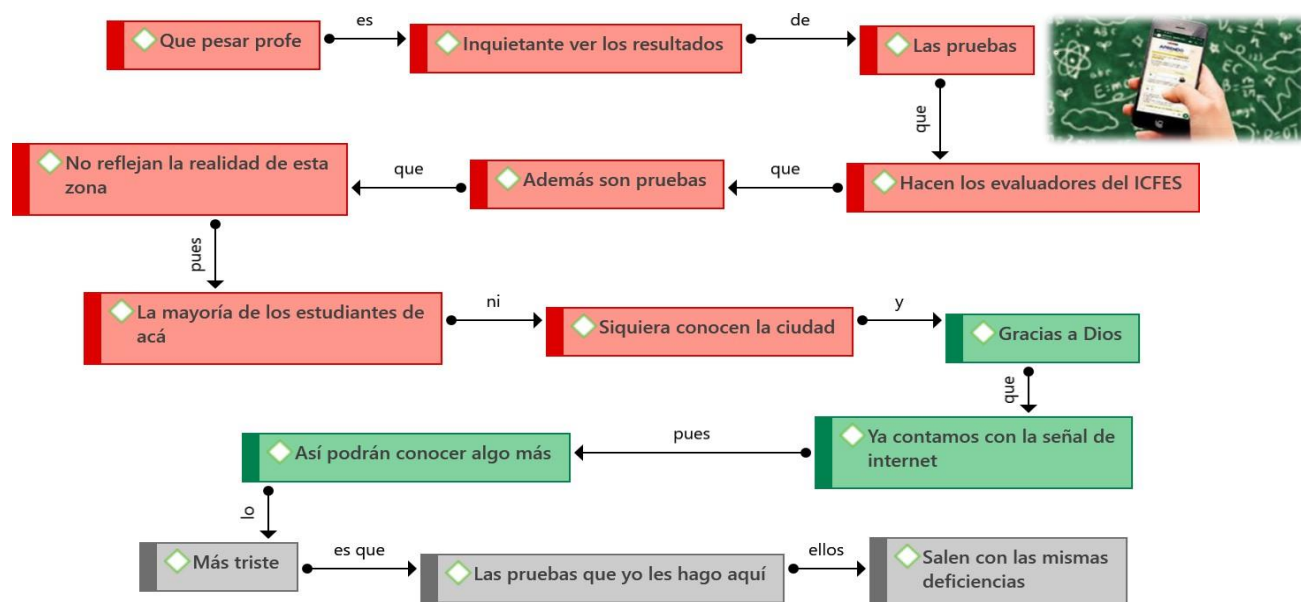 Que pesar profe
es
Inquietante ver los resultados
de
Las pruebas
que
Hacen los evaluadores del ICFES
que
Además son pruebas
que
No reflejan la realidad de esta
zona
pues
La mayoría de los estudiantes de
acá
ni
Siquiera conocen la ciudad
y
Gracias a Dios
que
Ya contamos con la señal de
internet
pues
Así podrán conocer algo más
lo
Más triste
es que
Las pruebas que yo les hago aquí
ellos
Salen con las mismas
deficiencias